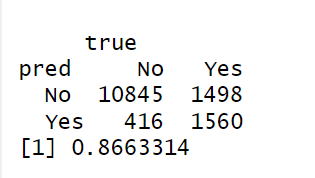 true
pred No Yes
No 10845 1498
Yes 416 1560
[1] 0.8663314